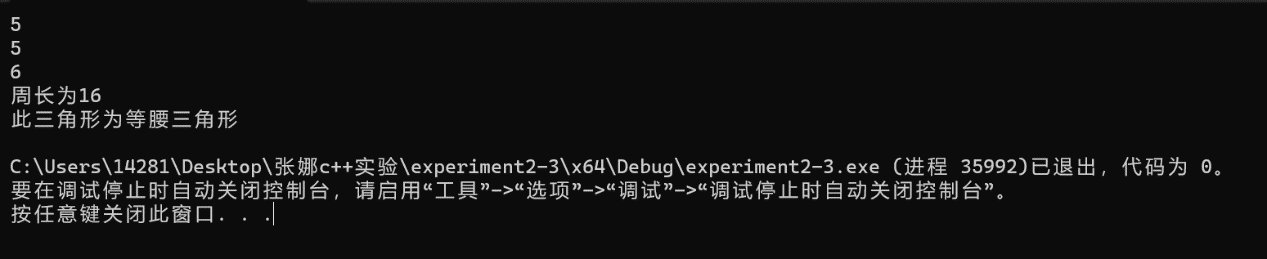 5
5
6
周长为16
此三角形为等腰三角形
C:\Users\14281\Desktop\张娜c++实验\experiment2-3\x64\Debug\experiment2-3.exe (进程 35992)已退出，代码为 0。
要在调试停止时自动关闭控制台，请启用“工具”->“选项”->“调试”->“调试停止时自动关闭控制台”。
按任意键关闭此窗口. . .